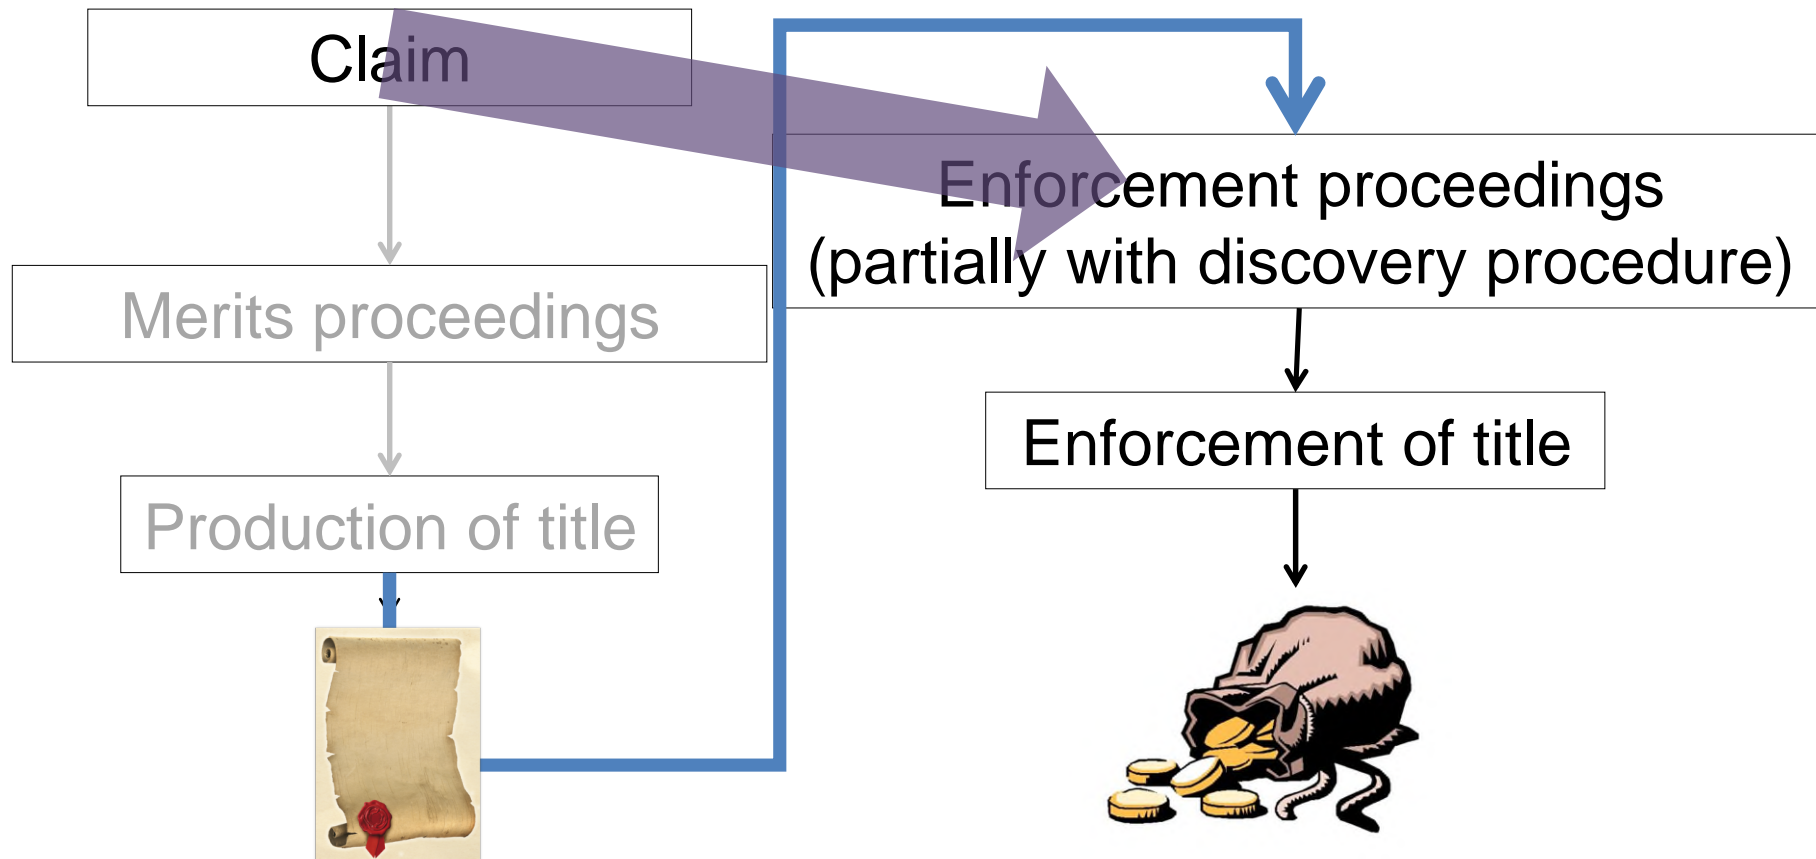 Claim
Merits proceedings
Production of title
Enforcement proceedings
(partially with discovery procedure)
Enforcement of title